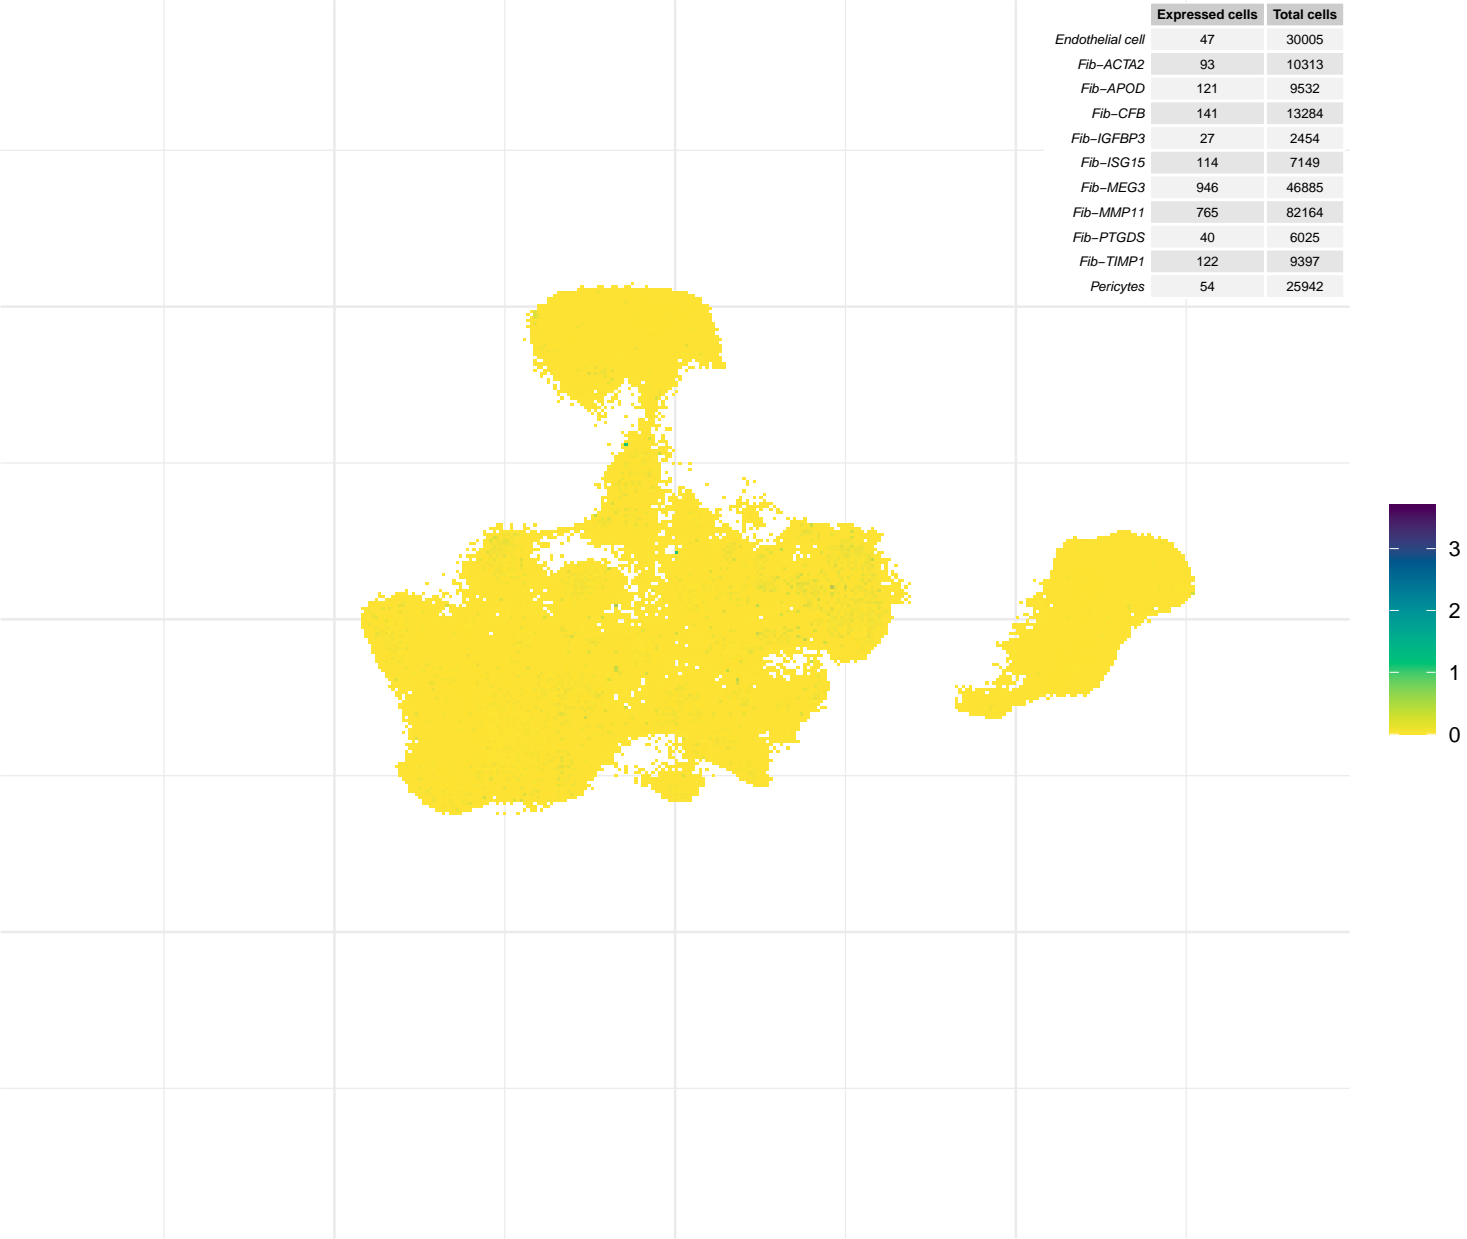 Expressed cells Total cells
Endothelial cell 47 30005
Fib−ACTA2 93 10313
Fib−APOD 121 9532
Fib−CFB 141 13284
Fib−IGFBP3 27 2454
Fib−ISG15 114 7149
Fib−MEG3 946 46885
Fib−MMP11 765 82164
Fib−PTGDS 40 6025
Fib−TIMP1 122 9397
Pericytes 54 25942
3
2
1
0